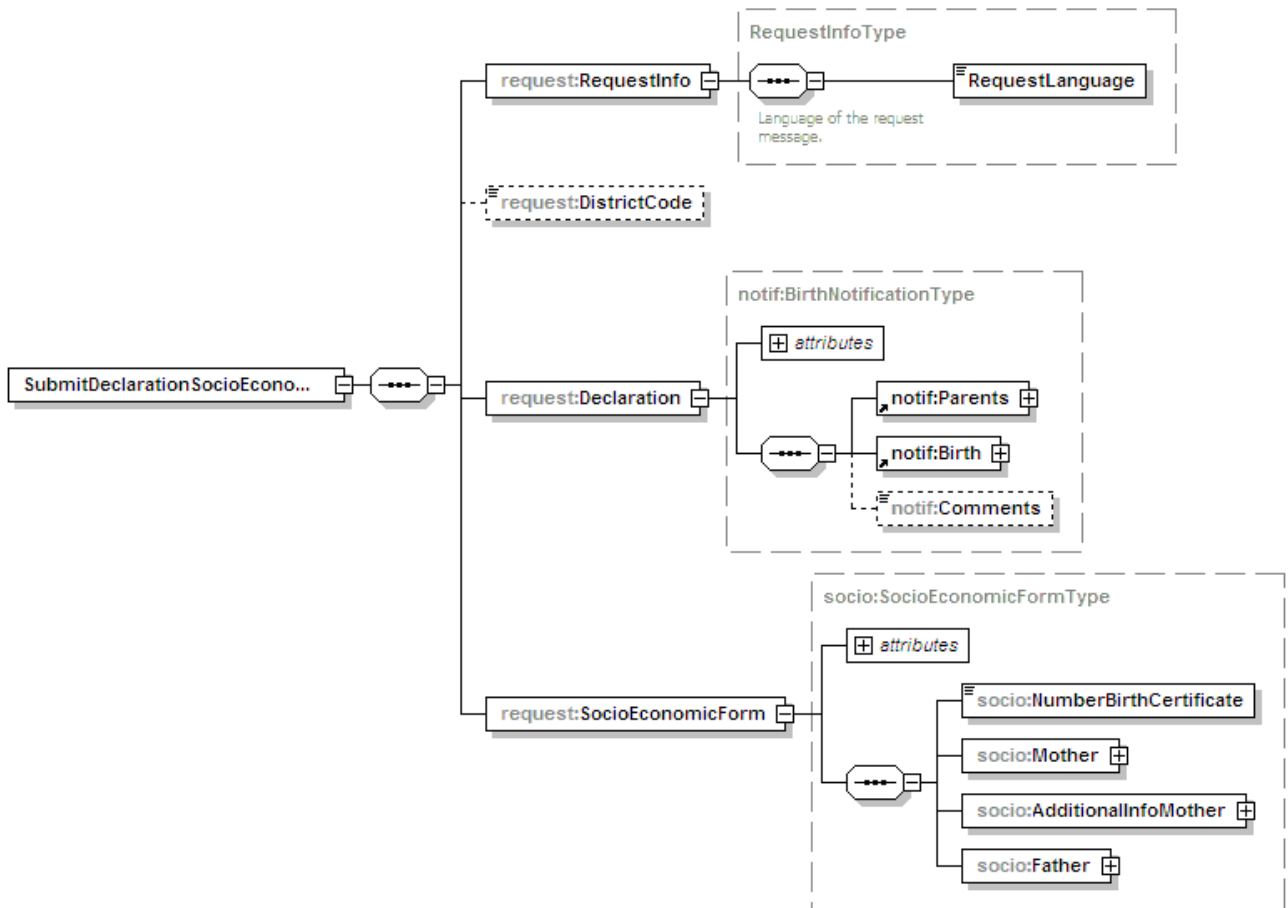 RequestInfoType
request:RequestInfo
RequestLanguage
Language of the request
message.
request:DistrictCode
notif:BirthNotificationType
attributes
SubmitDeclarationSocioEcono...
request:Declaration
notif:Parents
notif:Birth
notif:Comments
socio:SocioEconomicFormType
attributes
request:SocioEconomicForm
socio:NumberBirthCertificate
socio:Mother
socio:AdditionalInfoMother
socio:Father